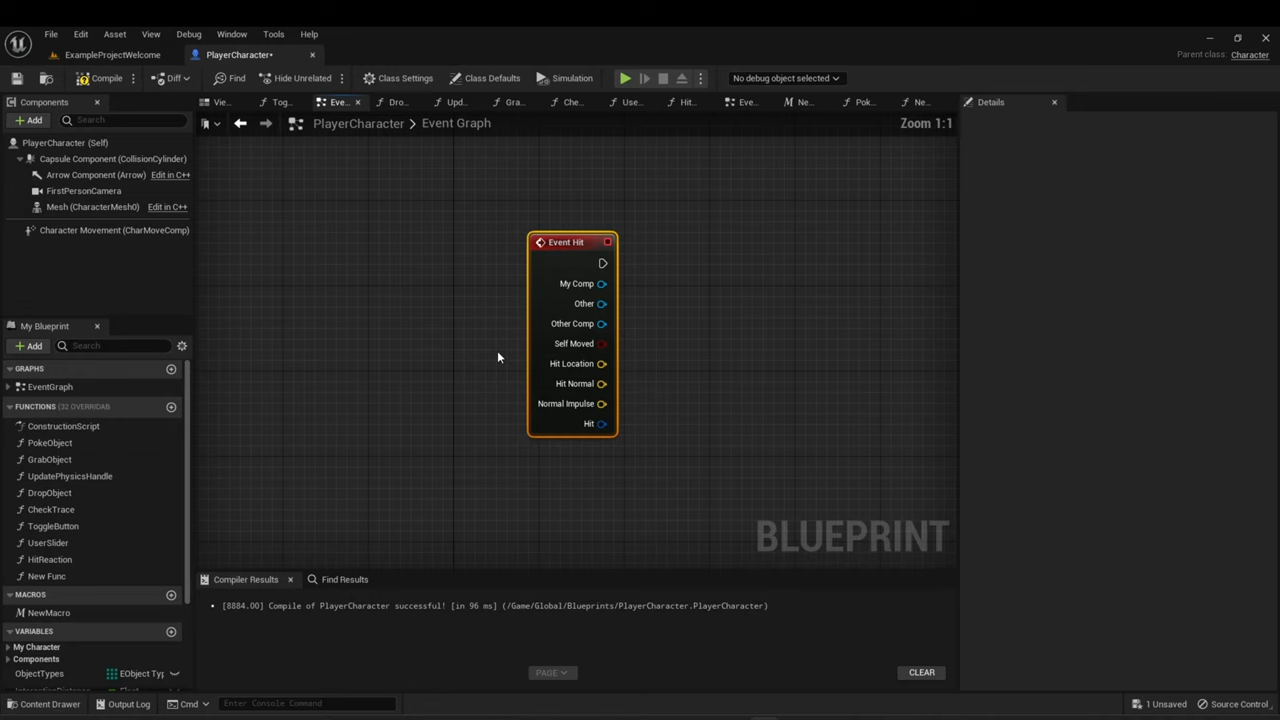 File Edit Asset View Debug Window Tools Help
ExampleProjectWelcome PlayerCharacter•
Parent class: Character
Compile Diff Find Hide Unrelated Class Settings Class Defaults Simulation No debug object selected
Components
Vie... Tog... Eve... Dro... Upd... Gra... Che... Use... Hit... Eve... Ne... Pok... Ne...
Details
+ Add Search
PlayerCharacter > Event Graph
Zoom 1:1
PlayerCharacter (Self)
Capsule Component (CollisionCylinder)
Arrow Component (Arrow) Edit in C++
FirstPersonCamera
Mesh (CharacterMesh0) Edit in C++
Character Movement (CharMoveComp)
Event Hit
My Comp
Other
Other Comp
Self Moved
Hit Location
Hit Normal
Normal Impulse
Hit
BLUEPRINT
My Blueprint
+ Add Search
GRAPHS
EventGraph
FUNCTIONS (32 OVERRIDAB
ConstructionScript
PokeObject
GrabObject
UpdatePhysicsHandle
DropObject
CheckTrace
ToggleButton
UserSlider
HitReaction
New Func
MACROS
NewMacro
VARIABLES
My Character
Components
ObjectTypes EObject Typ
Compiler Results Find Results
[8884.00] Compile of PlayerCharacter successful! [in 96 ms] (/Game/Global/Blueprints/PlayerCharacter.PlayerCharacter)
PAGE
CLEAR
Content Drawer Output Log Cmd Enter Console Command
1 Unsaved Source Control